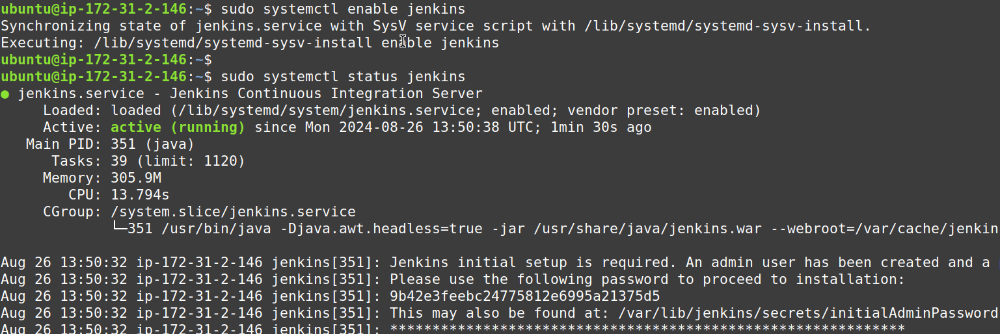 ubuntu@ip-172-31-2-146:~$ sudo systemctl enable jenkins
Synchronizing state of jenkins.service with SysV service script with /lib/systemd/systemd-sysv-install.
Executing: /lib/systemd/systemd-sysv-install enable jenkins
ubuntu@ip-172-31-2-146:~$
ubuntu@ip-172-31-2-146:~$ sudo systemctl status jenkins
● jenkins.service - Jenkins Continuous Integration Server
Loaded: loaded (/lib/systemd/system/jenkins.service; enabled; vendor preset: enabled)
Active: active (running) since Mon 2024-08-26 13:50:38 UTC; 1min 30s ago
Main PID: 351 (java)
Tasks: 39 (limit: 1120)
Memory: 305.9M
CPU: 13.794s
CGroup: /system.slice/jenkins.service
└─351 /usr/bin/java -Djava.awt.headless=true -jar /usr/share/java/jenkins.war --webroot=/var/cache/jenkin
Aug 26 13:50:32 ip-172-31-2-146 jenkins[351]: Jenkins initial setup is required. An admin user has been created and a
Aug 26 13:50:32 ip-172-31-2-146 jenkins[351]: Please use the following password to proceed to installation:
Aug 26 13:50:32 ip-172-31-2-146 jenkins[351]: 9b42e3feebc24775812e6995a21375d5
Aug 26 13:50:32 ip-172-31-2-146 jenkins[351]: This may also be found at: /var/lib/jenkins/secrets/initialAdminPassword
Aug 26 13:50:32 ip-172-31-2-146 jenkins[351]: *************************************************************